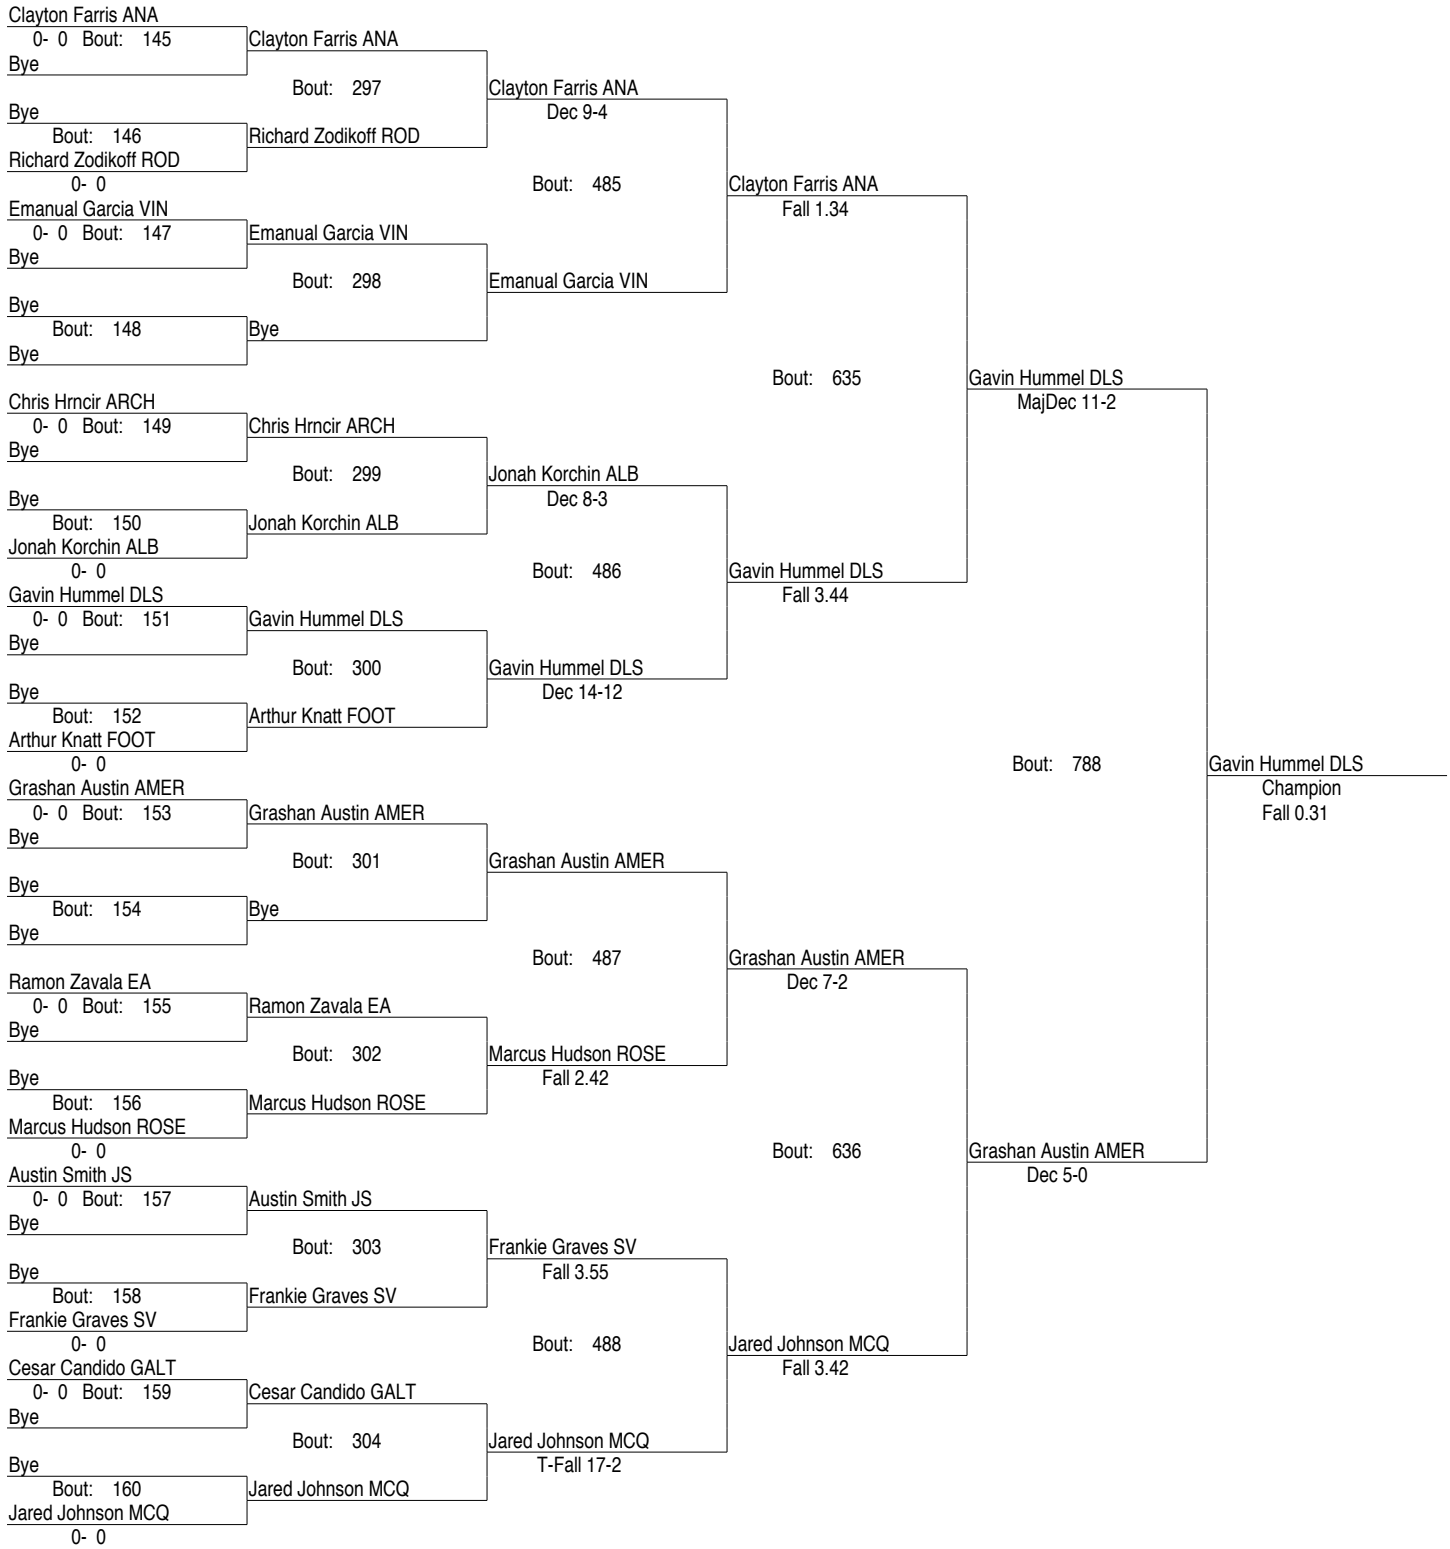 Clayton Farris ANA
0- 0 Bout: 145
Clayton Farris ANA
Bye
Bout: 297
Clayton Farris ANA
Bye
Dec 9-4
Bout: 146
Richard Zodikoff ROD
Richard Zodikoff ROD
0- 0
Bout: 485
Clayton Farris ANA
Emanual Garcia VIN
Fall 1.34
0- 0 Bout: 147
Emanual Garcia VIN
Bye
Bout: 298
Emanual Garcia VIN
Bye
Bout: 148
Bye
Bye
Bout: 635
Gavin Hummel DLS
Chris Hrncir ARCH
MajDec 11-2
0- 0 Bout: 149
Chris Hrncir ARCH
Bye
Bout: 299
Jonah Korchin ALB
Bye
Dec 8-3
Bout: 150
Jonah Korchin ALB
Jonah Korchin ALB
0- 0
Bout: 486
Gavin Hummel DLS
Gavin Hummel DLS
Fall 3.44
0- 0 Bout: 151
Gavin Hummel DLS
Bye
Bout: 300
Gavin Hummel DLS
Bye
Dec 14-12
Bout: 152
Arthur Knatt FOOT
Arthur Knatt FOOT
0- 0
Bout: 788
Gavin Hummel DLS
Grashan Austin AMER
Champion
0- 0 Bout: 153
Grashan Austin AMER
Fall 0.31
Bye
Bout: 301
Grashan Austin AMER
Bye
Bout: 154
Bye
Bye
Bout: 487
Grashan Austin AMER
Ramon Zavala EA
Dec 7-2
0- 0 Bout: 155
Ramon Zavala EA
Bye
Bout: 302
Marcus Hudson ROSE
Bye
Fall 2.42
Bout: 156
Marcus Hudson ROSE
Marcus Hudson ROSE
0- 0
Bout: 636
Grashan Austin AMER
Austin Smith JS
Dec 5-0
0- 0 Bout: 157
Austin Smith JS
Bye
Bout: 303
Frankie Graves SV
Bye
Fall 3.55
Bout: 158
Frankie Graves SV
Frankie Graves SV
0- 0
Bout: 488
Jared Johnson MCQ
Cesar Candido GALT
Fall 3.42
0- 0 Bout: 159
Cesar Candido GALT
Bye
Bout: 304
Jared Johnson MCQ
Bye
T-Fall 17-2
Bout: 160
Jared Johnson MCQ
Jared Johnson MCQ
0- 0